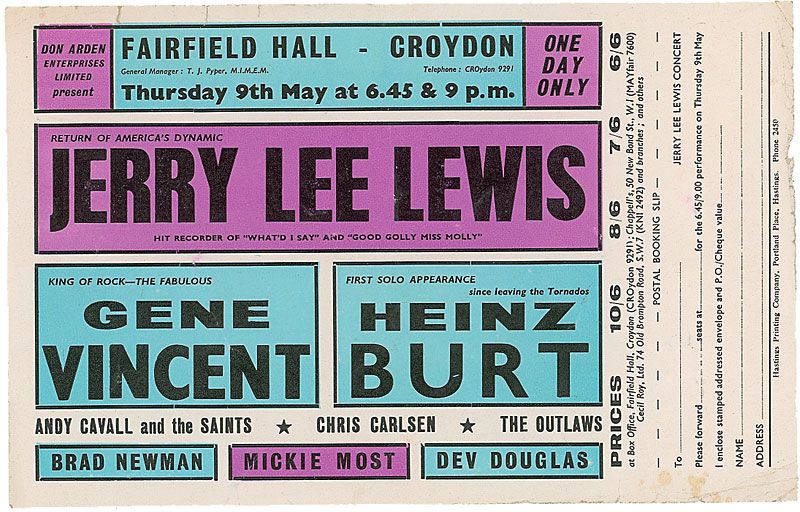 DON ARDEN
ENTERPRISES
LIMITED
present
FAIRFIELD HALL - CROYDON
General Manager : T. J. Pyper, M.I.M.E.M.
Telephone : CROydon 9291
Thursday 9th May at 6.45 & 9 p.m.
ONE
DAY
ONLY
RETURN OF AMERICA'S DYNAMIC
JERRY LEE LEWIS
HIT RECORDER OF "WHAT'D I SAY" AND "GOOD GOLLY MISS MOLLY"
KING OF ROCK—THE FABULOUS
GENE
VINCENT
FIRST SOLO APPEARANCE
since leaving the Tornados
HEINZ
BURT
ANDY CAVALL and the SAINTS ★ CHRIS CARLSEN ★ THE OUTLAWS
BRAD NEWMAN
MICKIE MOST
DEV DOUGLAS
PRICES 10/6 8/6 7/6 6/6
at Box Office, Fairfield Hall, Croydon (CROydon 9291); Chappell's, 50 New Bond St., W.1 (MAYfair 7600)
Cecil Roy, Ltd. 74 Old Brompton Road, S.W.7 (KNI 2492) and branches; and others
— — — — — POSTAL BOOKING SLIP — — — — —
To
JERRY LEE LEWIS CONCERT
Please forward seats at for the 6.45/9.00 performance on Thursday 9th May
I enclose stamped addressed envelope and P.O./Cheque value
NAME
ADDRESS
Hastings Printing Company, Portland Place, Hastings. Phone 2450